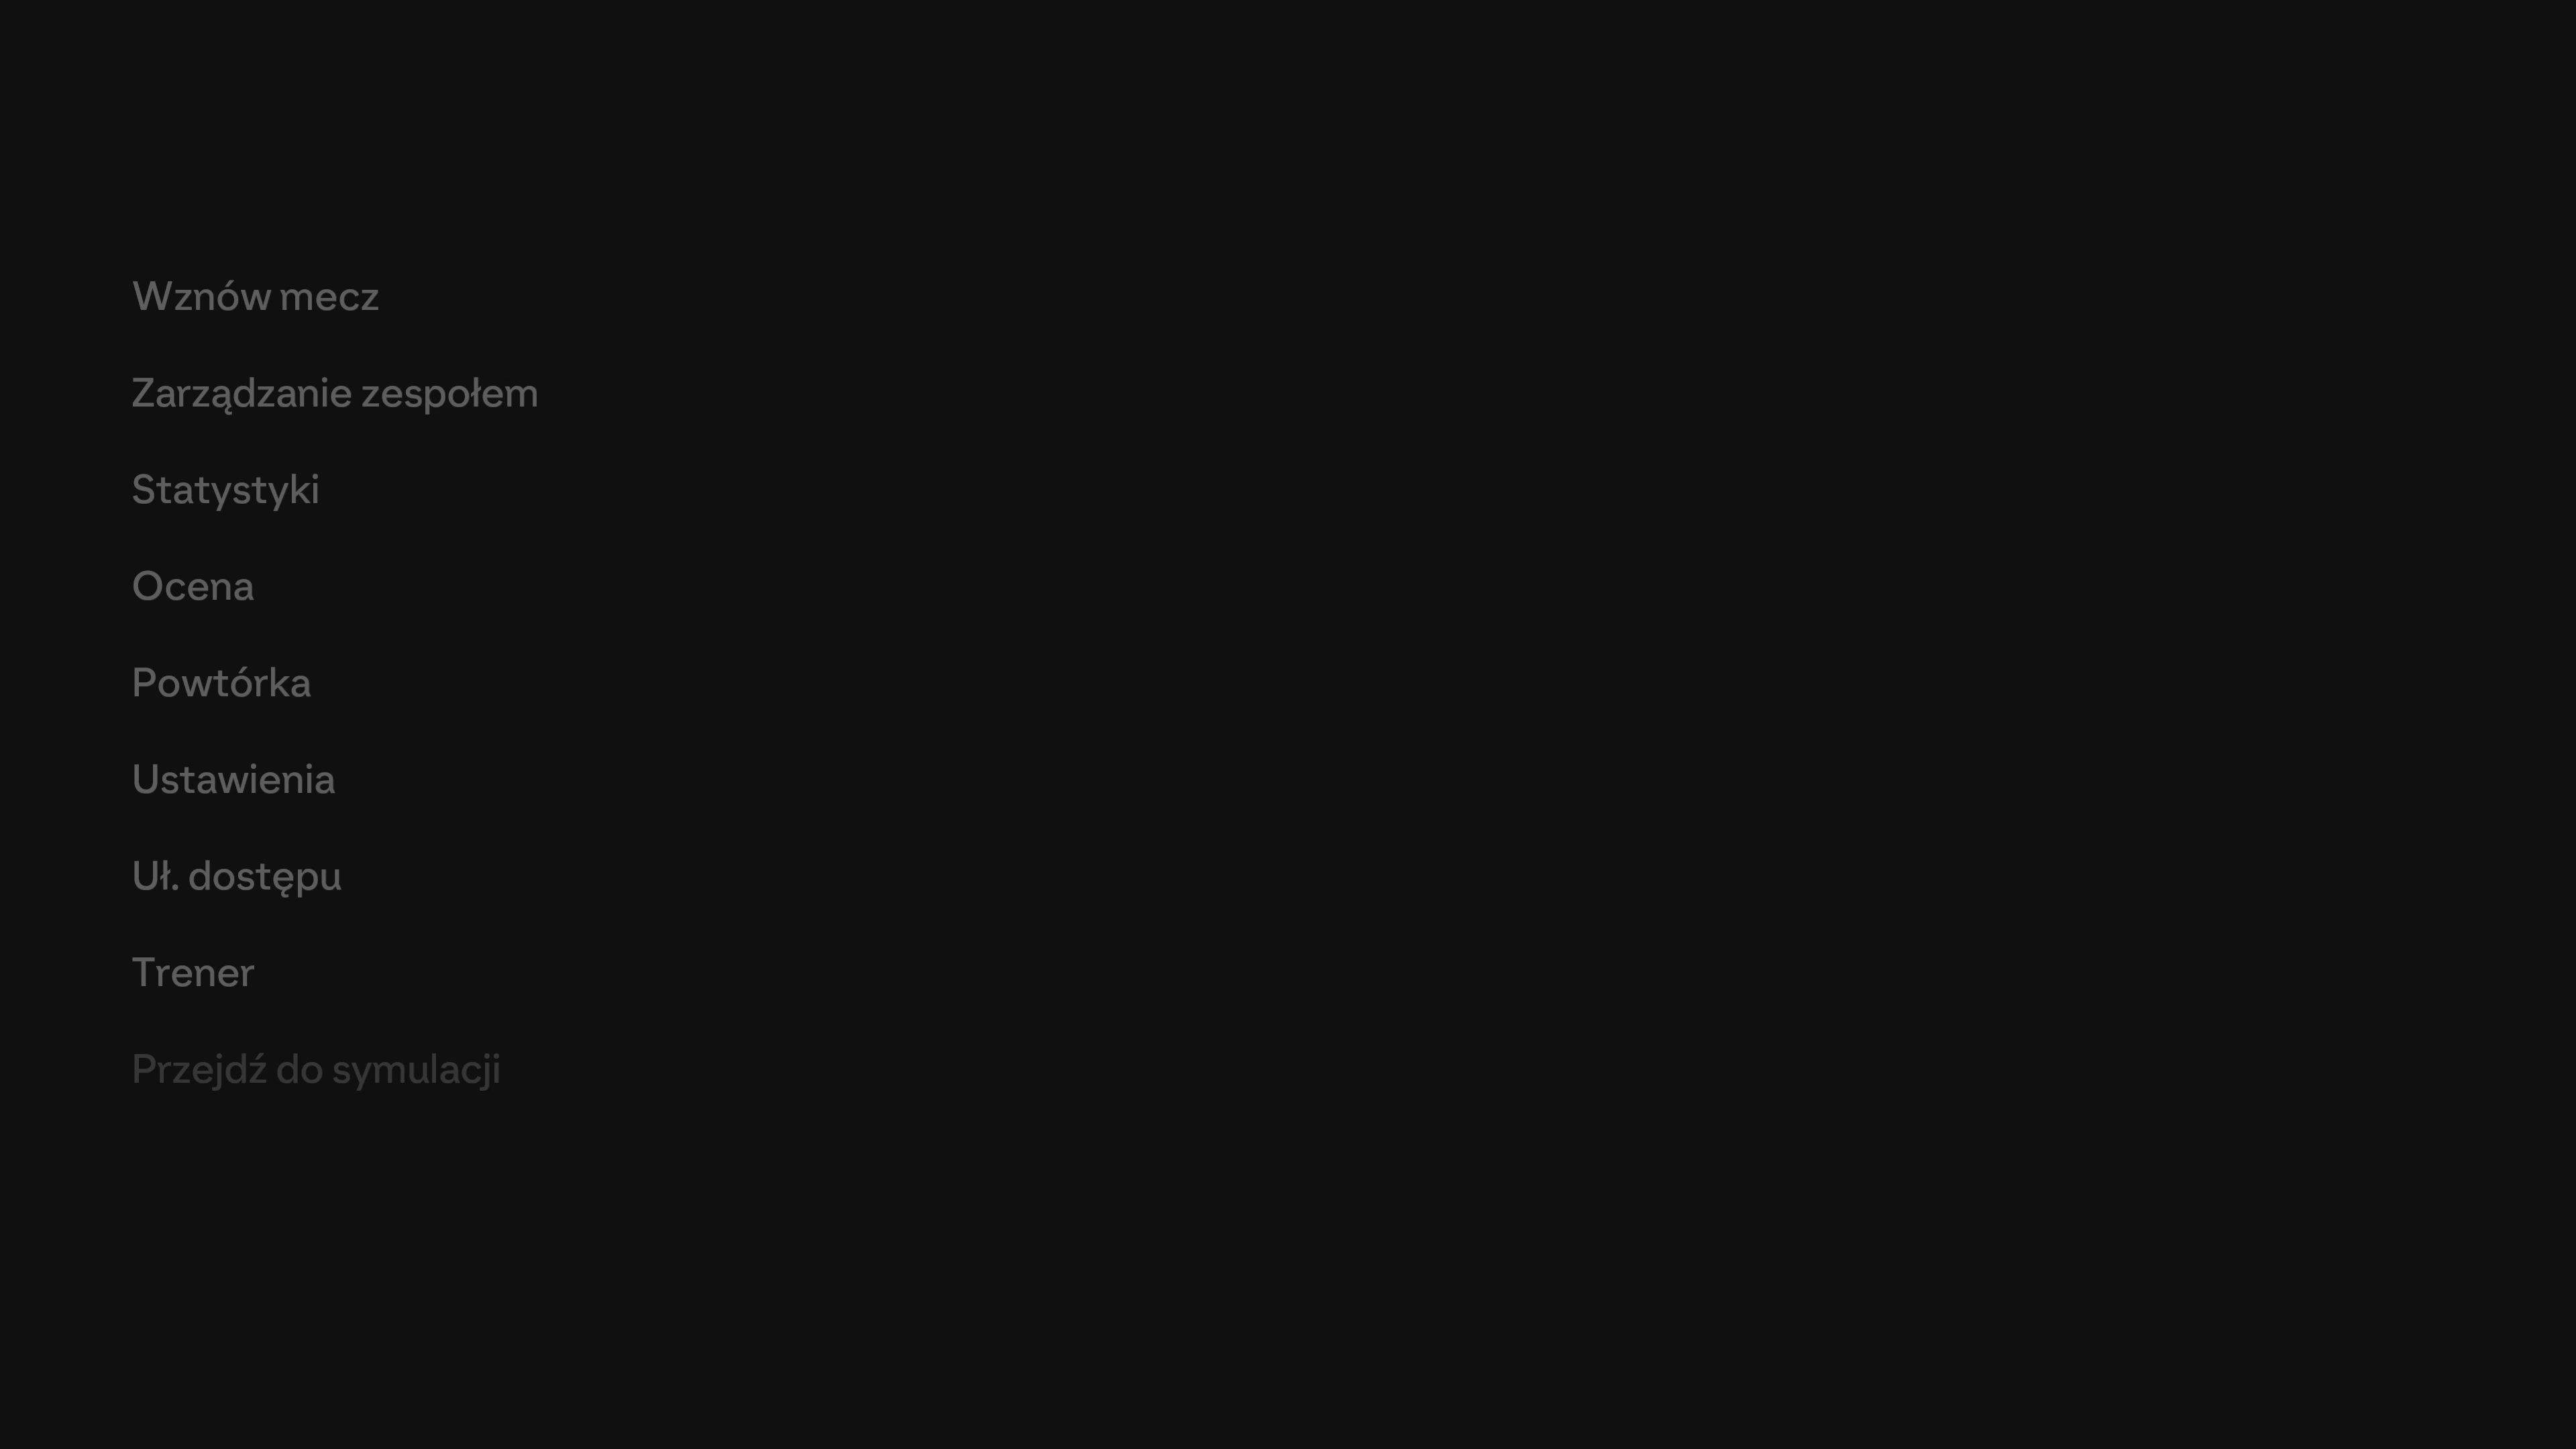 Wznów mecz
Zarządzanie zespołem
Statystyki
Ocena
Powtórka
Ustawienia
Uł. dostępu
Trener
Przejdź do symulacji